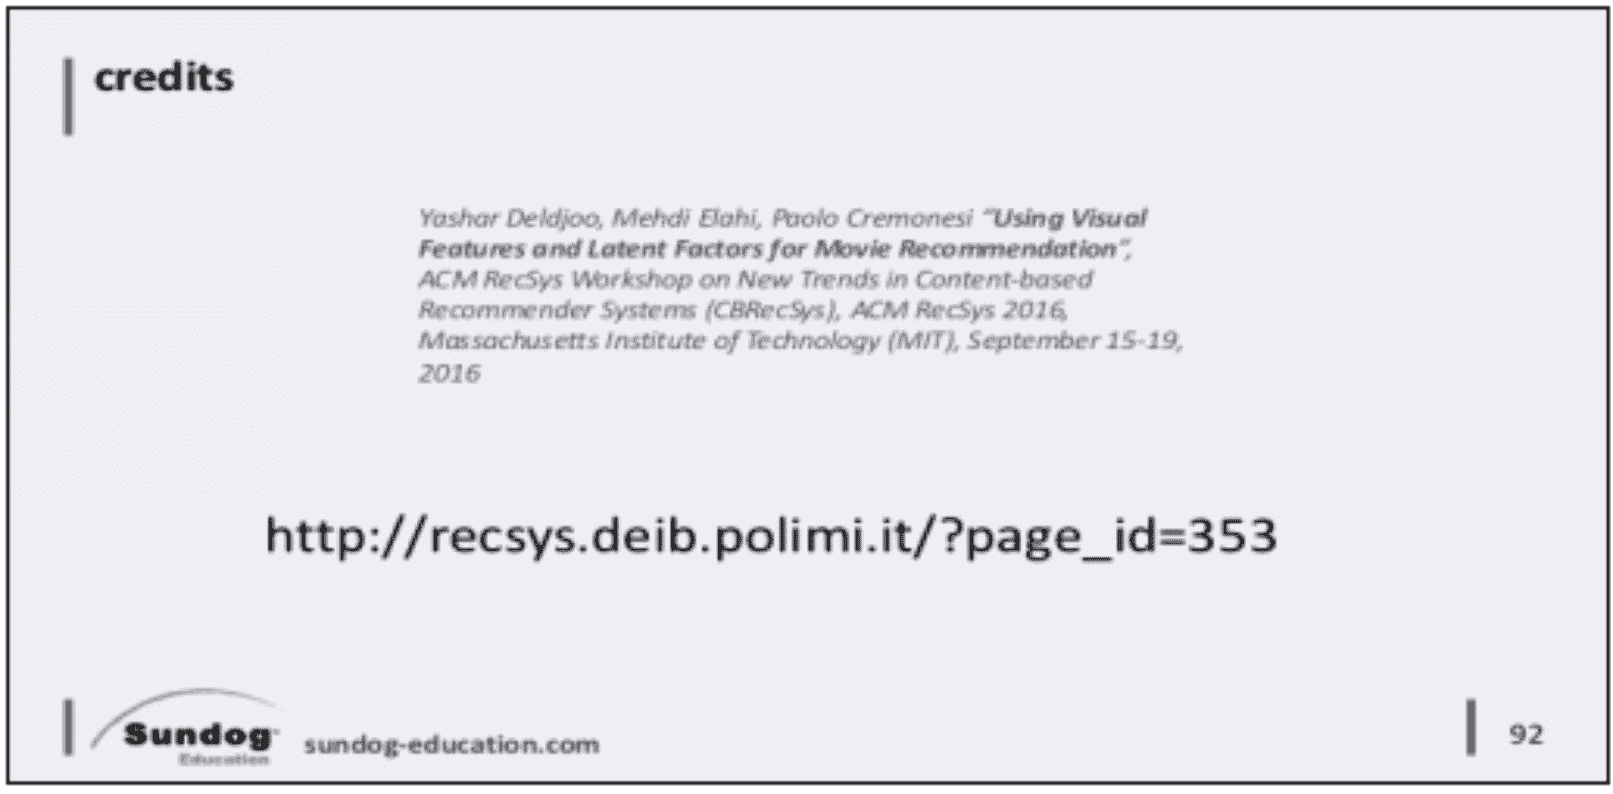 credits
Yashar Deldjoo, Mehdi Elahi, Paolo Cremonesi "Using Visual
Features and Latent Factors for Movie Recommendation",
ACM RecSys Workshop on New Trends in Content-based
Recommender Systems (CBRecSys), ACM RecSys 2016,
Massachusetts Institute of Technology (MIT), September 15-19,
2016
http://recsys.deib.polimi.it/?page_id=353
Sundog
Education
sundog-education.com
92